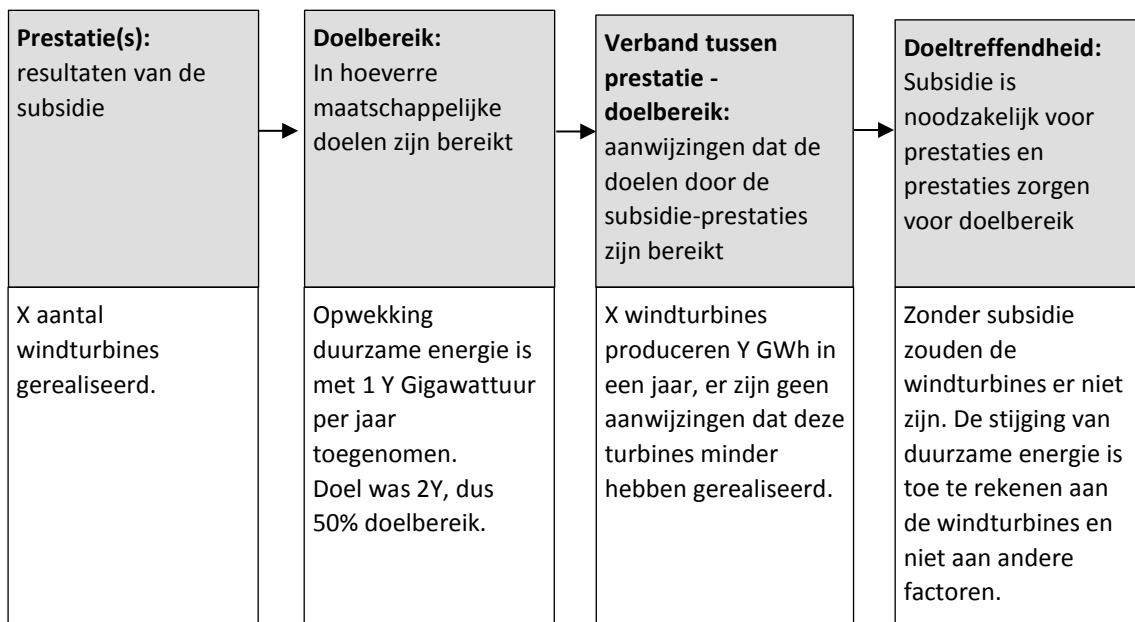 Prestatie(s):
resultaten van de
subsidie
Doelbereik:
In hoeverre
maatschappelijke
doelen zijn bereikt
Verband tussen
prestatie -
doelbereik:
aanwijzingen dat de
doelen door de
subsidie-prestaties
zijn bereikt
Doeltreffendheid:
Subsidie is
noodzakelijk voor
prestaties en
prestaties zorgen
voor doelbereik
X aantal
windturbines
gerealiseerd.
Opwekking
duurzame energie is
met 1 Y Gigawattuur
per jaar
toegenomen.
Doel was 2Y, dus
50% doelbereik.
X windturbines
produceren Y GWh in
een jaar, er zijn geen
aanwijzingen dat deze
turbines minder
hebben gerealiseerd.
Zonder subsidie
zouden de
windturbines er niet
zijn. De stijging van
duurzame energie is
toe te rekenen aan
de windturbines en
niet aan andere
factoren.